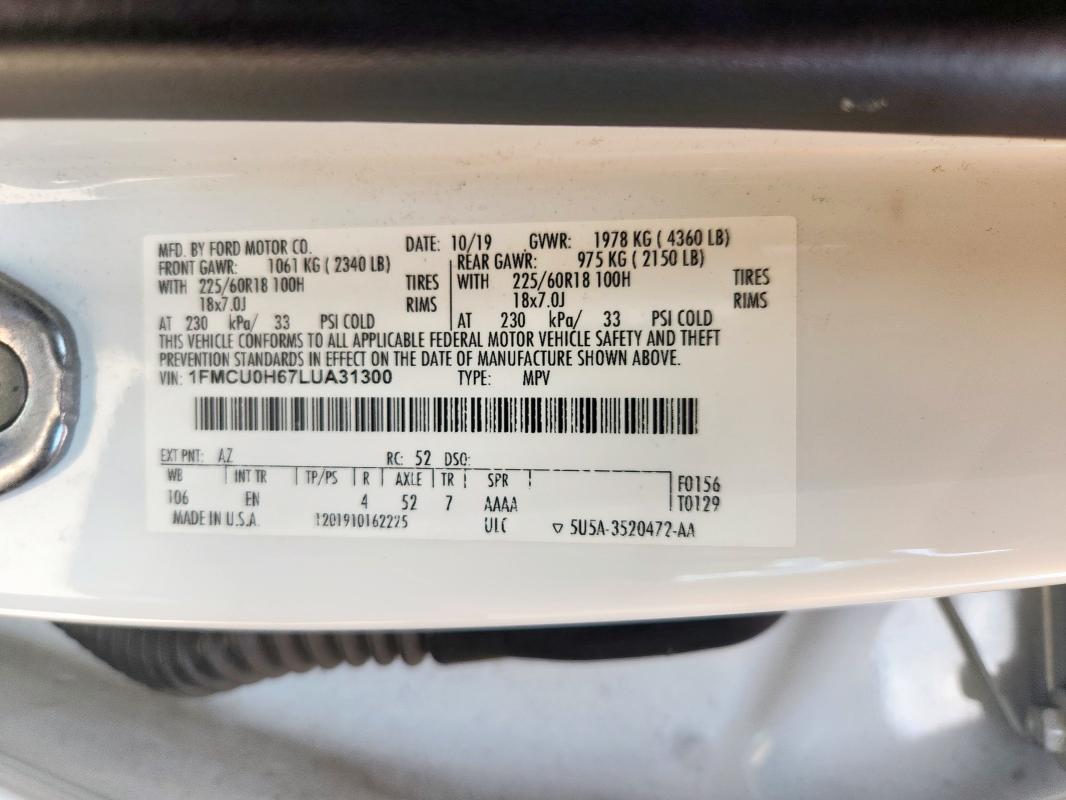 MFD. BY FORD MOTOR CO. DATE: 10/19 GVWR: 1978 KG ( 4360 LB)
FRONT GAWR: 1061 KG ( 2340 LB) REAR GAWR: 975 KG ( 2150 LB)
WITH 225/60R18 100H TIRES WITH 225/60R18 100H TIRES
18x7.0J RIMS 18x7.0J RIMS
AT 230 kPa/ 33 PSI COLD AT 230 kPa/ 33 PSI COLD
THIS VEHICLE CONFORMS TO ALL APPLICABLE FEDERAL MOTOR VEHICLE SAFETY AND THEFT
PREVENTION STANDARDS IN EFFECT ON THE DATE OF MANUFACTURE SHOWN ABOVE.
VIN: 1FMCU0H67LUA31300 TYPE: MPV
EXT PNT: AZ RC: 52 DSO:
WB INT TR TP/PS R AXLE TR SPR F0156
106 EN 4 52 7 AAAA T0129
MADE IN U.S.A. 1201910162225 ULC ▽ 5U5A-3520472-AA